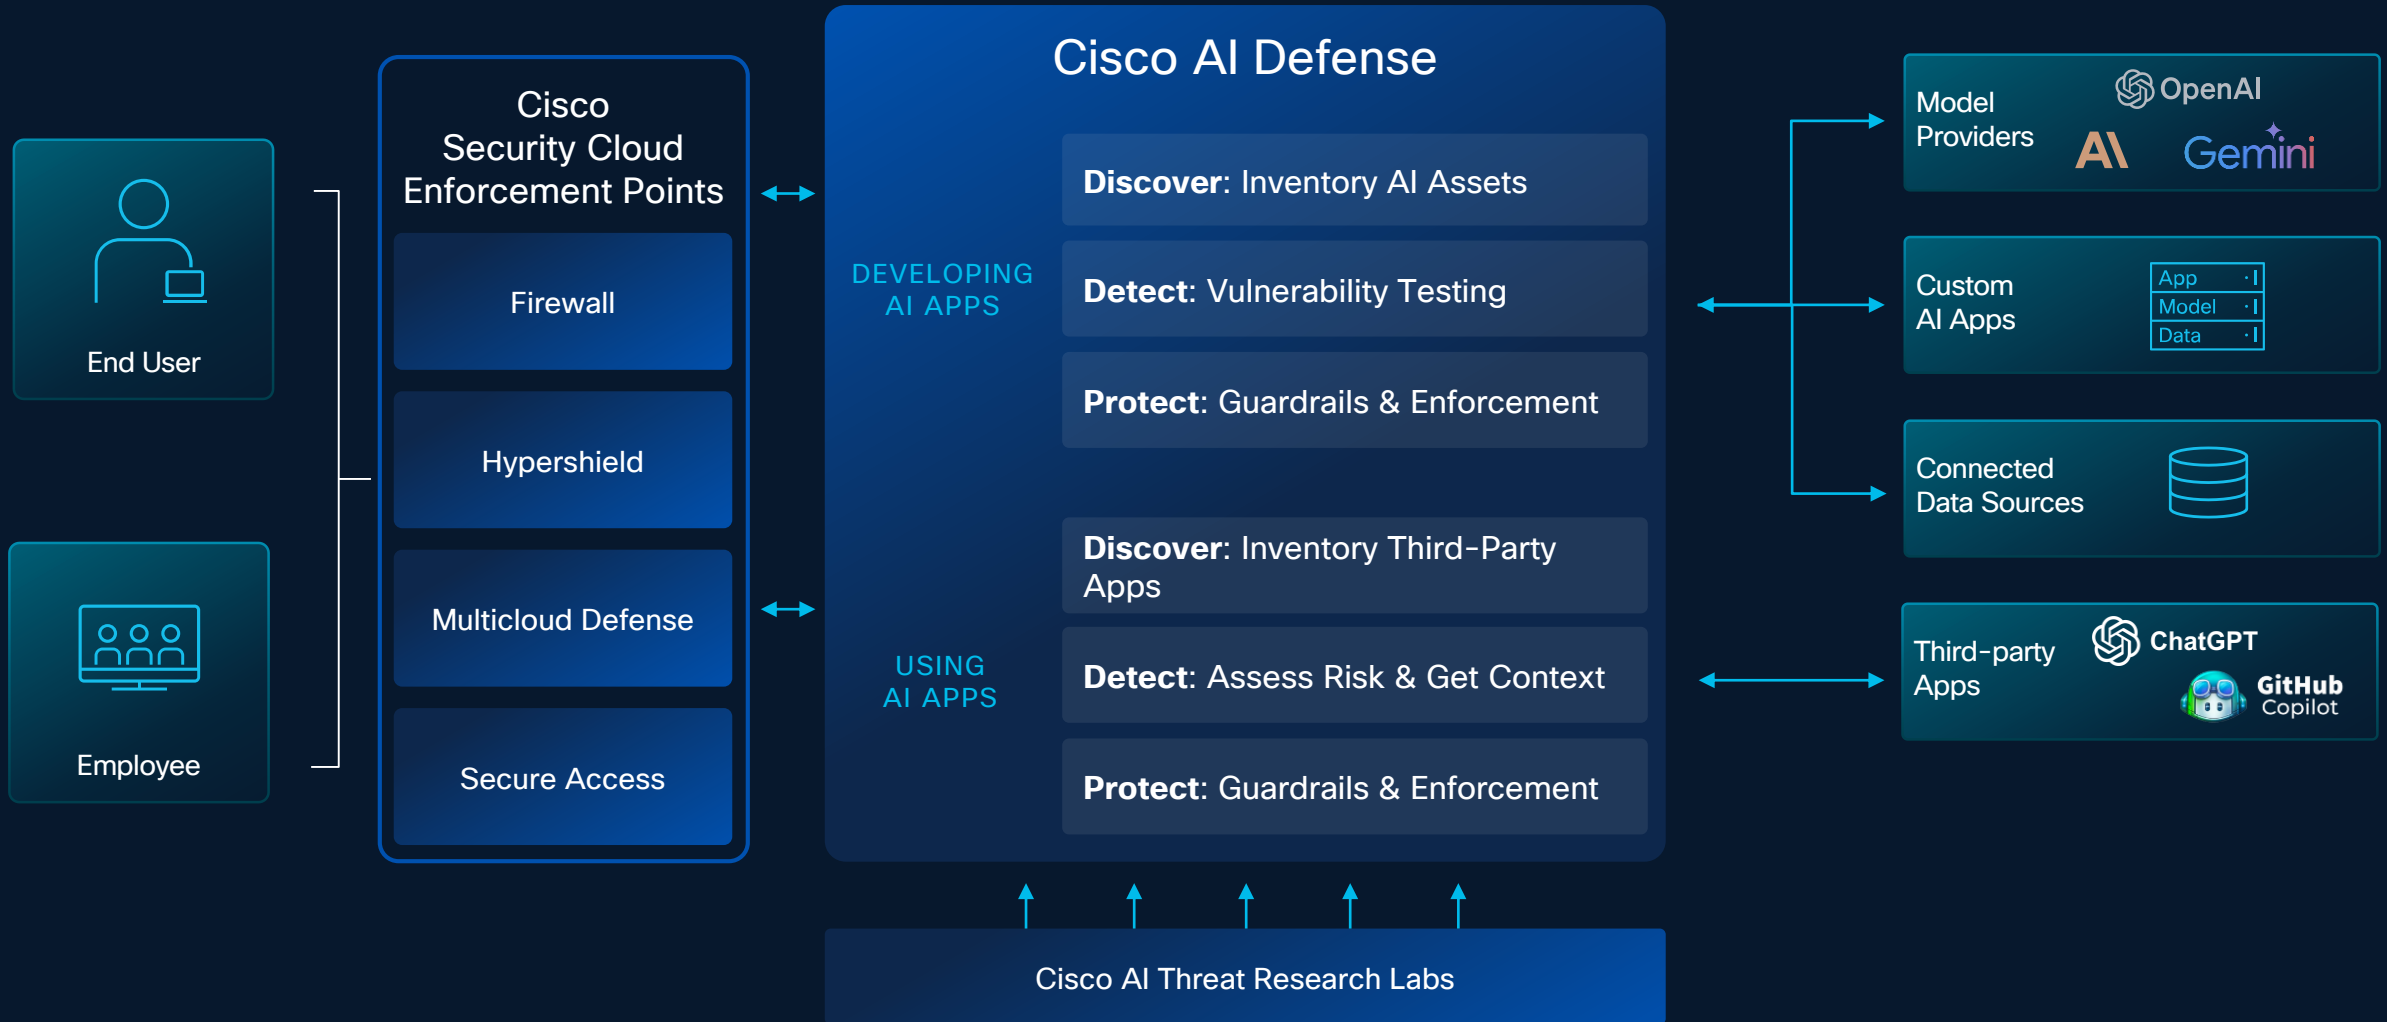 End User
Employee
Cisco
Security Cloud
Enforcement Points
Firewall
Hypershield
Multicloud Defense
Secure Access
Cisco AI Defense
DEVELOPING
AI APPS
Discover: Inventory AI Assets
Detect: Vulnerability Testing
Protect: Guardrails & Enforcement
USING
AI APPS
Discover: Inventory Third-Party
Apps
Detect: Assess Risk & Get Context
Protect: Guardrails & Enforcement
Cisco AI Threat Research Labs
Model
Providers
OpenAI
AI
Gemini
Custom
AI Apps
App
Model
Data
Connected
Data Sources
Third-party
Apps
ChatGPT
GitHub
Copilot